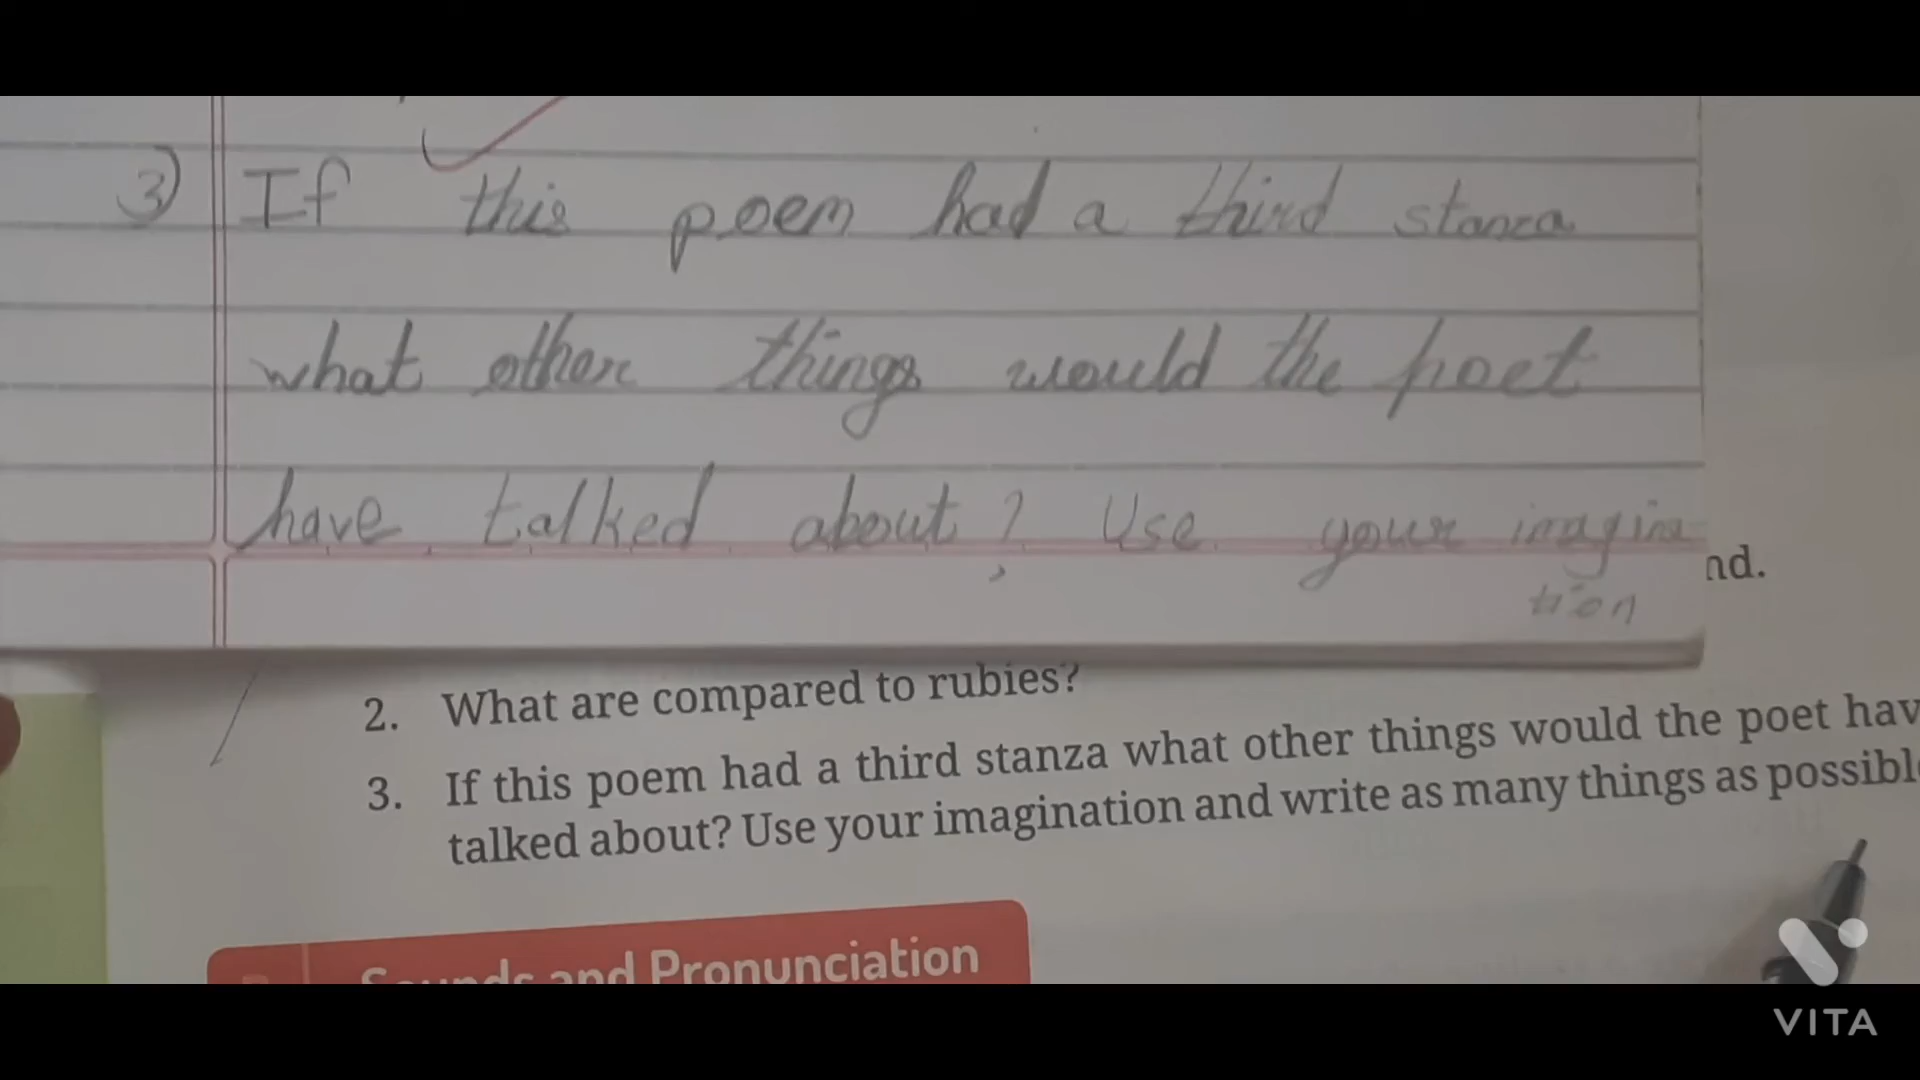 3) If this poem had a third stanza
what other things would the poet
have talked about? Use your imagina
tion
nd.
2. What are compared to rubies?
3. If this poem had a third stanza what other things would the poet hav
talked about? Use your imagination and write as many things as possible
Sounds and Pronunciation
VITA